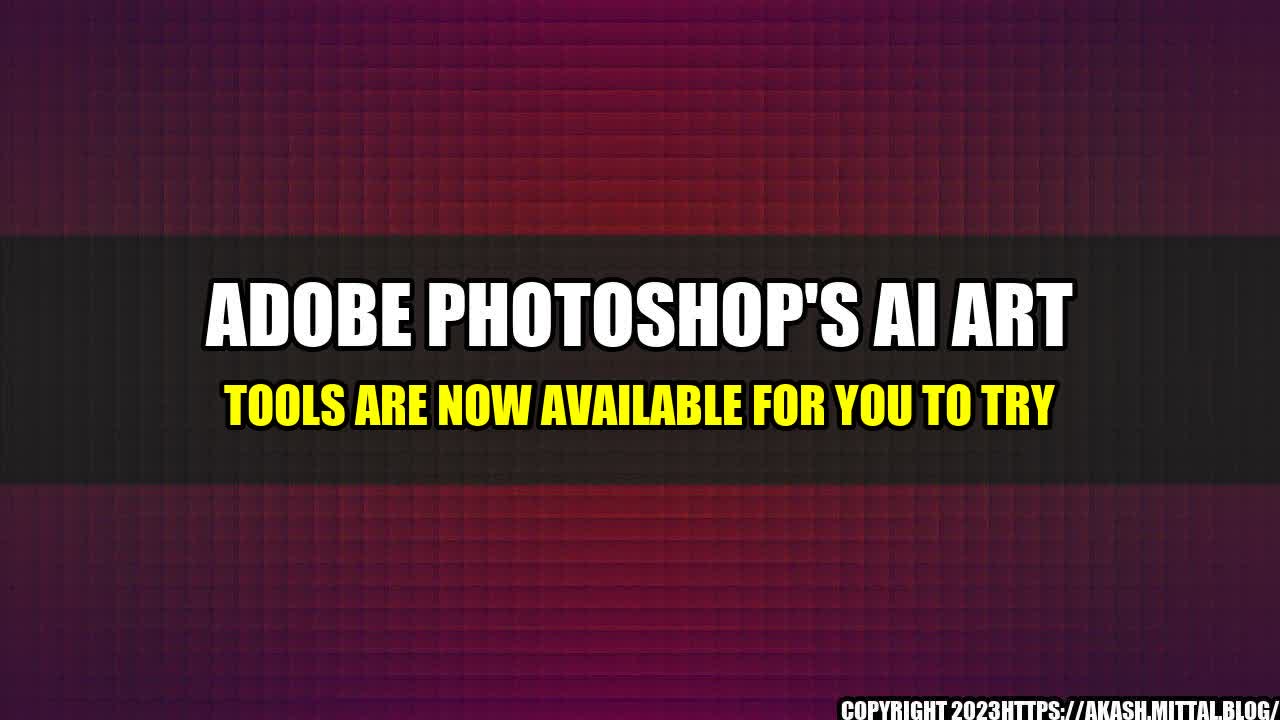 ADOBE PHOTOSHOP'S AI ART
TOOLS ARE NOW AVAILABLE FOR YOU TO TRY
COPYRIGHT 2023HTTPS://AKASH.MITTAL.BLOG/